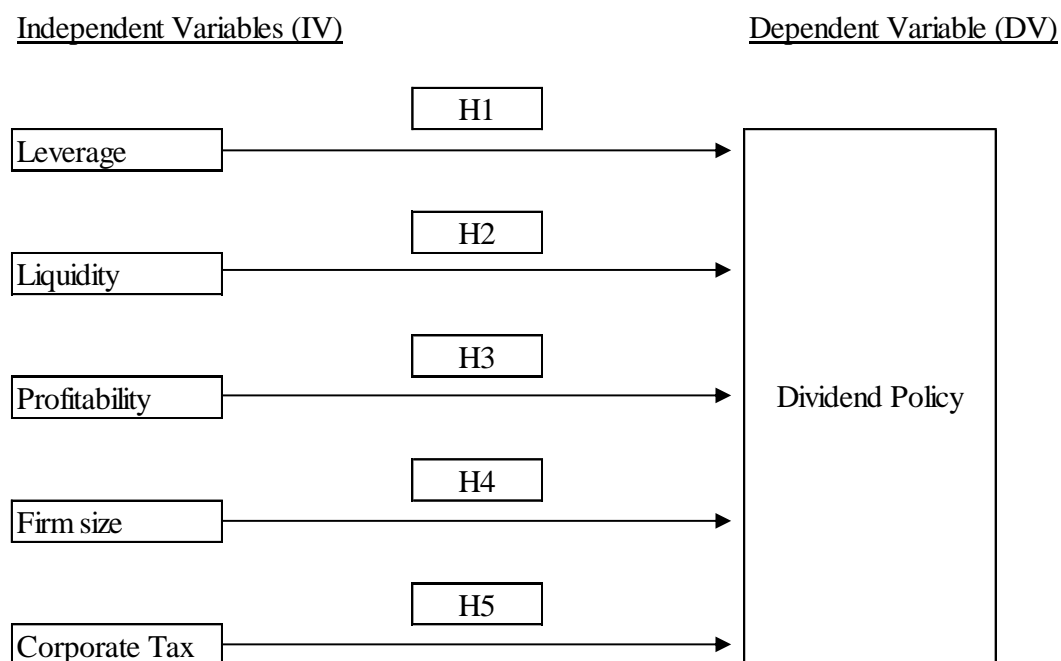 Independent Variables (IV)
Dependent Variable (DV)
H1
Leverage
H2
Liquidity
H3
Profitability
Dividend Policy
H4
Firm size
H5
Corporate Tax